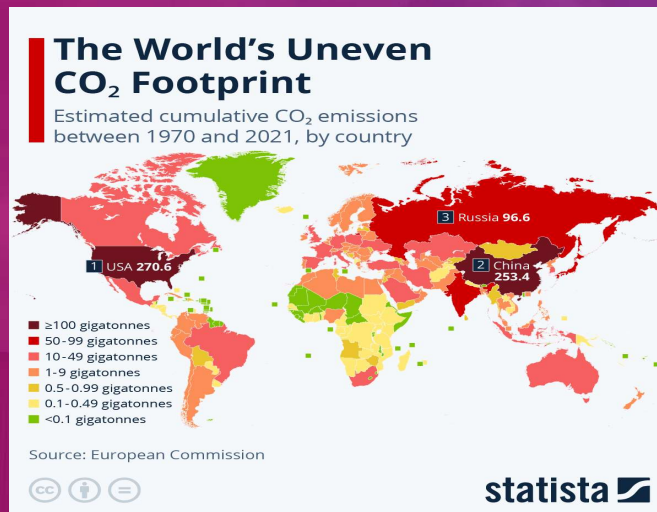 The World's Uneven
CO₂ Footprint
Estimated cumulative CO₂ emissions
between 1970 and 2021, by country
3 Russia 96.6
1 USA 270.6
2 China
253.4
≥100 gigatonnes
50-99 gigatonnes
10-49 gigatonnes
1-9 gigatonnes
0.5-0.99 gigatonnes
0.1-0.49 gigatonnes
<0.1 gigatonnes
Source: European Commission
cc
statista